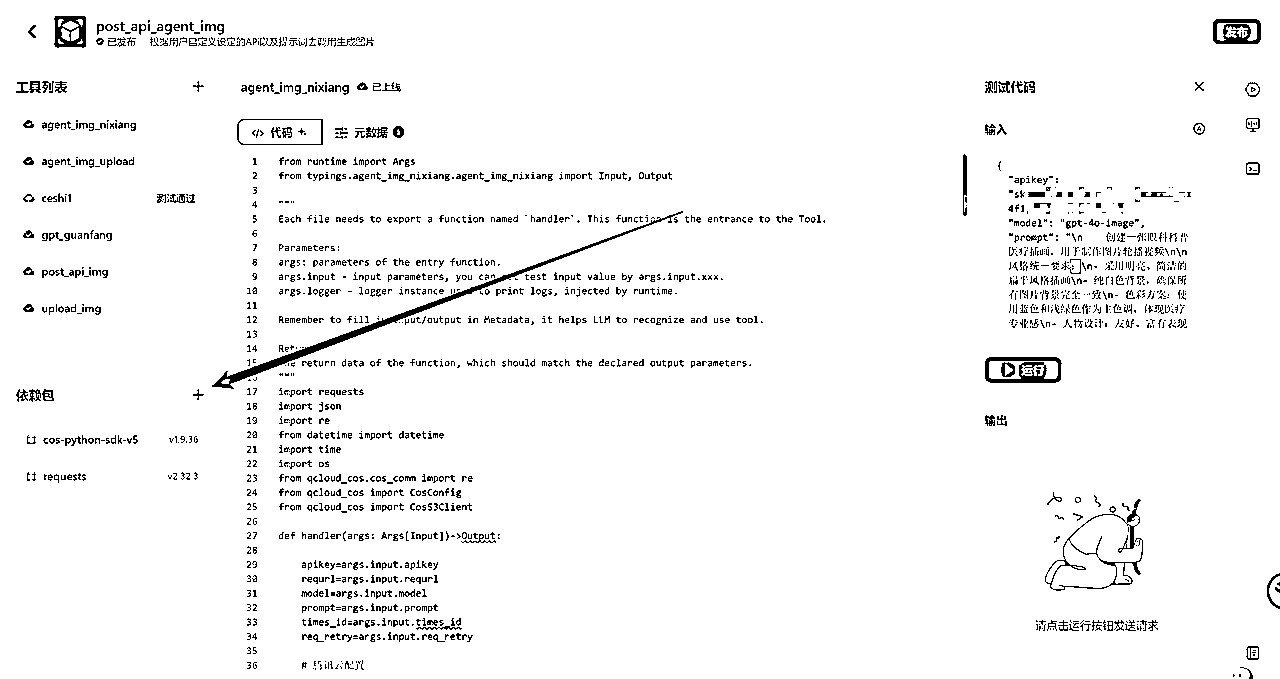 post_api_agent_img
已发布 根据用户自定义设定的API以及提示词去调用生成图片
发布
工具列表
agent_img_nixiang
agent_img_upload
ceshi1 测试通过
gpt_guanfang
post_api_img
upload_img
依赖包
cos-python-sdk-v5 v1.9.36
requests v2.32.3
agent_img_nixiang 已上线
代码 元数据
1 from runtime import Args
2 from typings.agent_img_nixiang.agent_img_nixiang import Input, Output
3
4 """
5 Each file needs to export a function named `handler`. This function is the entrance to the Tool.
6
7 Parameters:
8 args: parameters of the entry function.
9 args.input - input parameters, you can test input value by args.input.xxx.
10 args.logger - logger instance used to print logs, injected by runtime.
11
12 Remember to fill in input/output in Metadata, it helps LLM to recognize and use tool.
13
14 Retu
15 return data of the function, which should match the declared output parameters.
16 """
17 import requests
18 import json
19 import re
20 from datetime import datetime
21 import time
22 import os
23 from qcloud_cos.cos_comm import re
24 from qcloud_cos import CosConfig
25 from qcloud_cos import CosS3Client
26
27 def handler(args: Args[Input])->Output:
28
29 apikey=args.input.apikey
30 requrl=args.input.requrl
31 model=args.input.model
32 prompt=args.input.prompt
33 times_id=args.input.times_id
34 req_retry=args.input.req_retry
35
36 # 腾讯云配置
测试代码
输入
{
"apikey":
"sk
4f1,
"model": "gpt-4o-image",
"prompt": "\n 创建一张眼科科普
医疗插画，用于制作图片轮播视频\n\n
风格统一要求：\n- 采用明亮、简洁的
扁平风格插画\n- 纯白色背景，确保所
有图片背景完全一致\n- 色彩方案：使
用蓝色和浅绿色作为主色调，体现医疗
专业感\n- 人物设计：友好、富有表现
运行
输出
请点击运行按钮发送请求